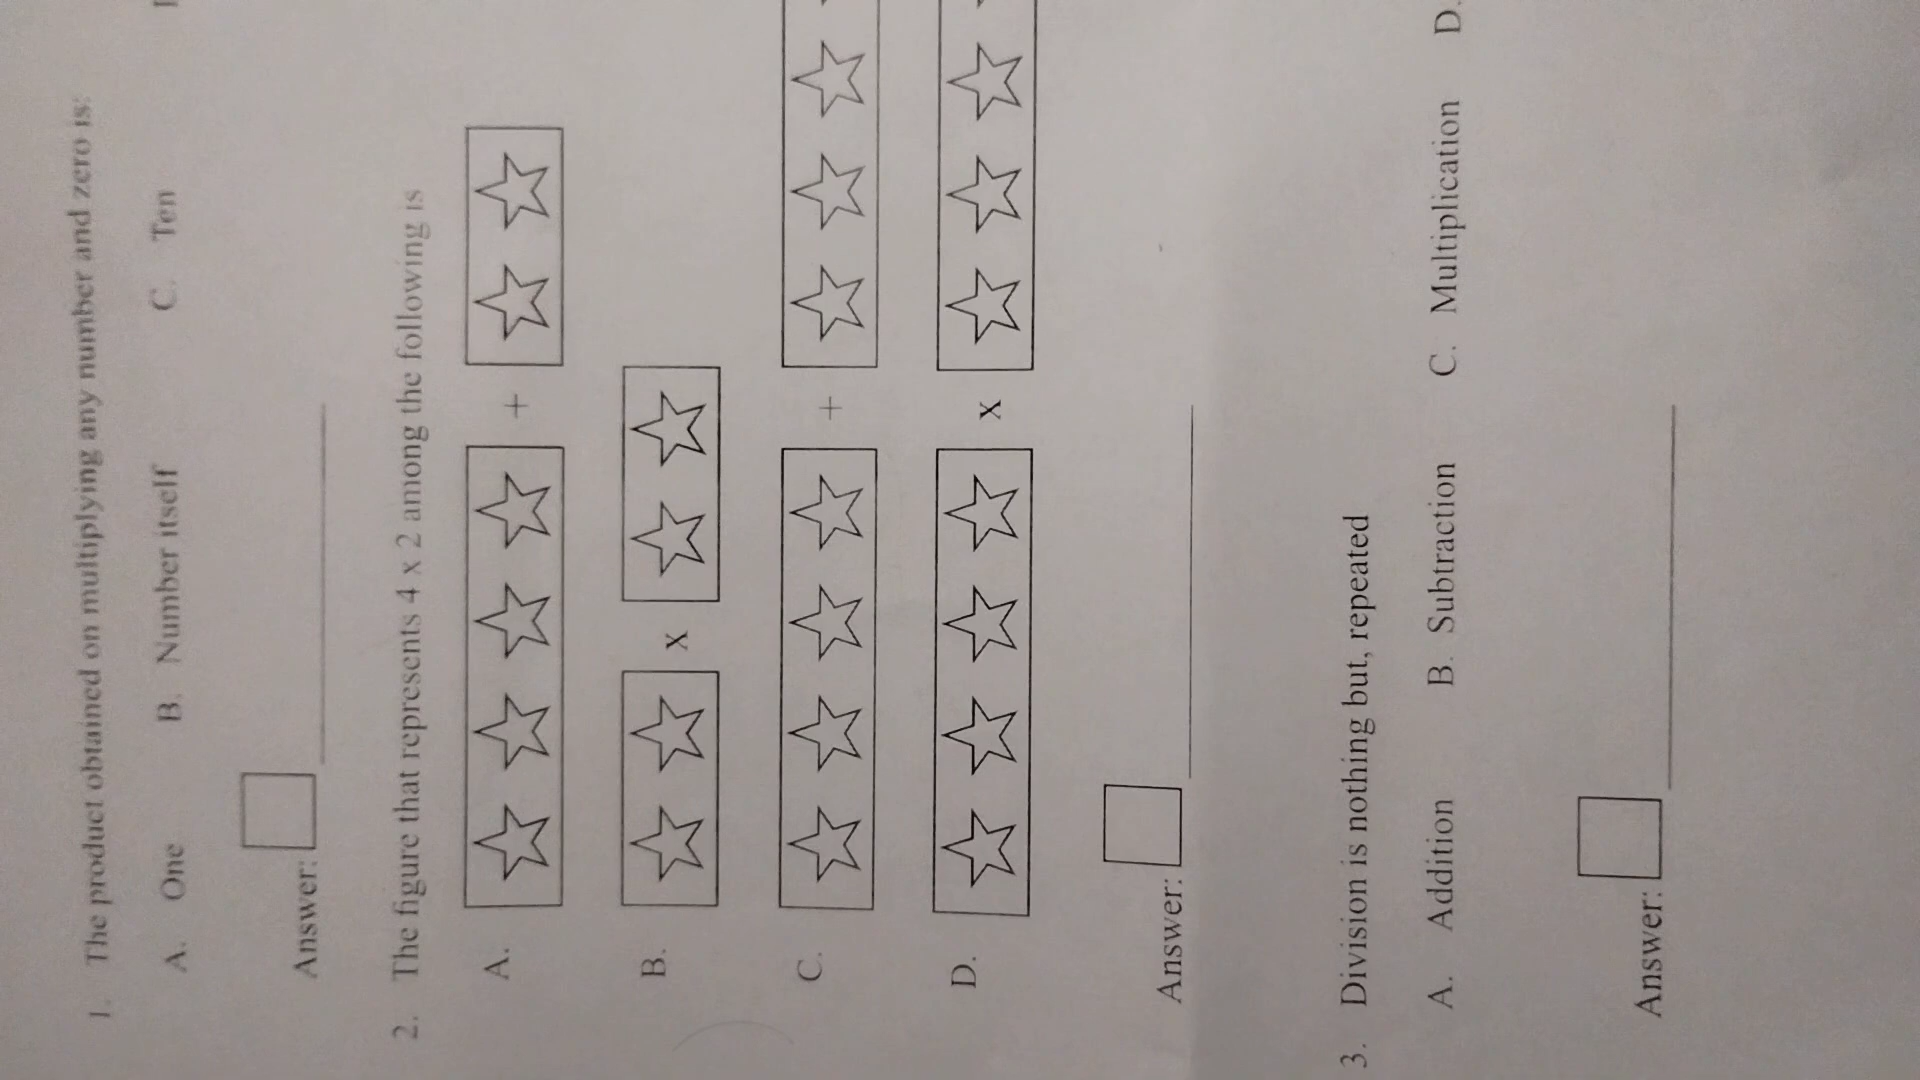 1. The product obtained on multiplying any number and zero is:
A. One B. Number itself C. Ten
Answer:
2. The figure that represents 4 x 2 among the following is
A. +
B. x
C. +
D. x
Answer:
3. Division is nothing but, repeated
A. Addition B. Subtraction C. Multiplication D.
Answer: